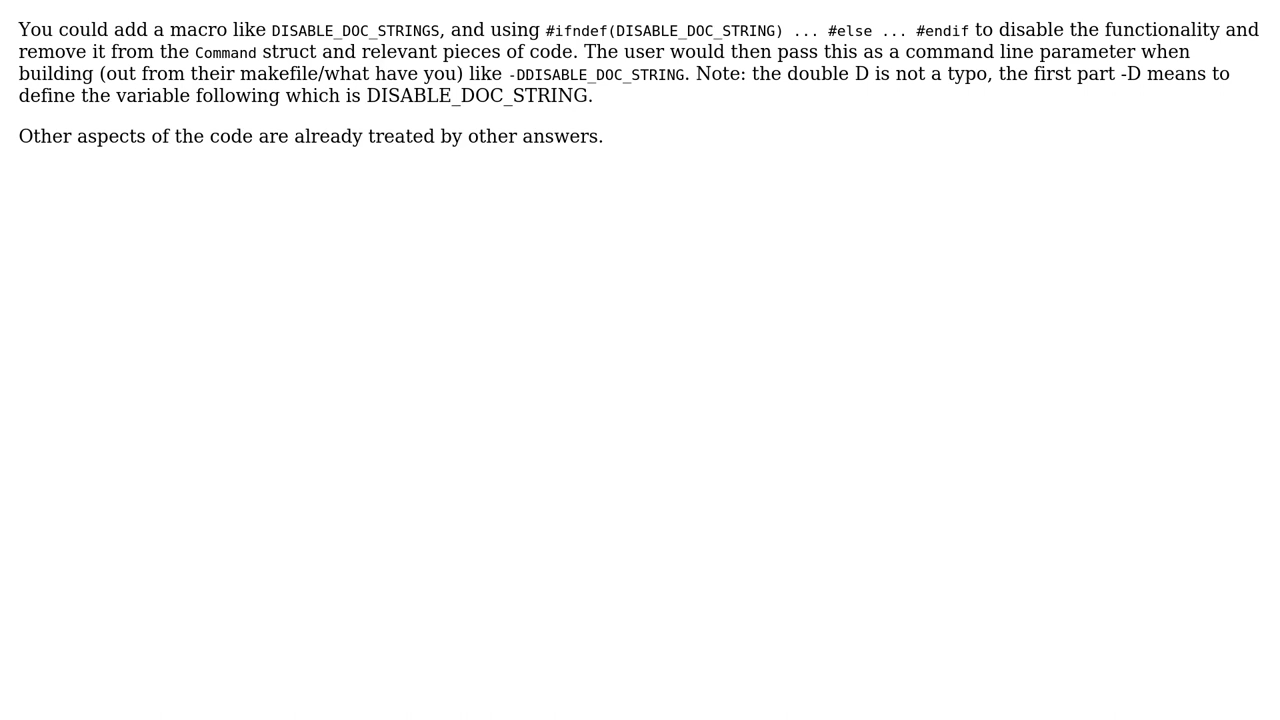 You could add a macro like DISABLE_DOC_STRINGS, and using #ifndef(DISABLE_DOC_STRING) ... #else ... #endif to disable the functionality and
remove it from the Command struct and relevant pieces of code. The user would then pass this as a command line parameter when
building (out from their makefile/what have you) like -DDISABLE_DOC_STRING. Note: the double D is not a typo, the first part -D means to
define the variable following which is DISABLE_DOC_STRING.
Other aspects of the code are already treated by other answers.